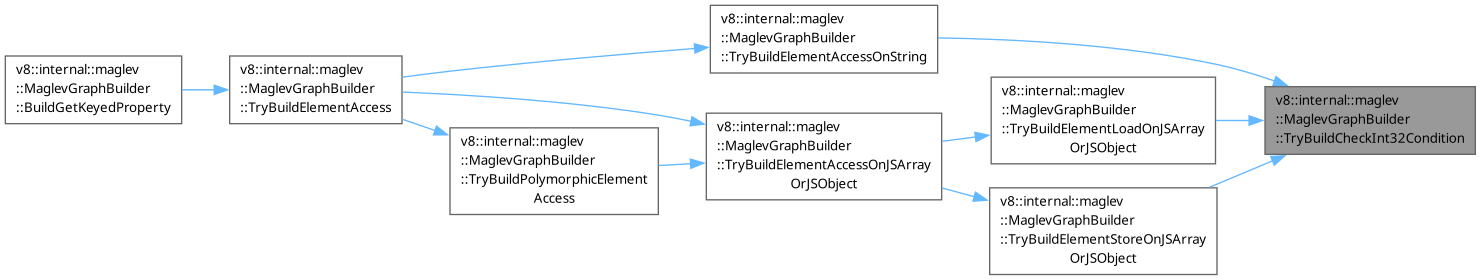 v8::internal::maglev
::MaglevGraphBuilder
::BuildGetKeyedProperty
v8::internal::maglev
::MaglevGraphBuilder
::TryBuildElementAccess
v8::internal::maglev
::MaglevGraphBuilder
::TryBuildPolymorphicElement
Access
v8::internal::maglev
::MaglevGraphBuilder
::TryBuildElementAccessOnString
v8::internal::maglev
::MaglevGraphBuilder
::TryBuildElementAccessOnJSArray
OrJSObject
v8::internal::maglev
::MaglevGraphBuilder
::TryBuildElementLoadOnJSArray
OrJSObject
v8::internal::maglev
::MaglevGraphBuilder
::TryBuildElementStoreOnJSArray
OrJSObject
v8::internal::maglev
::MaglevGraphBuilder
::TryBuildCheckInt32Condition